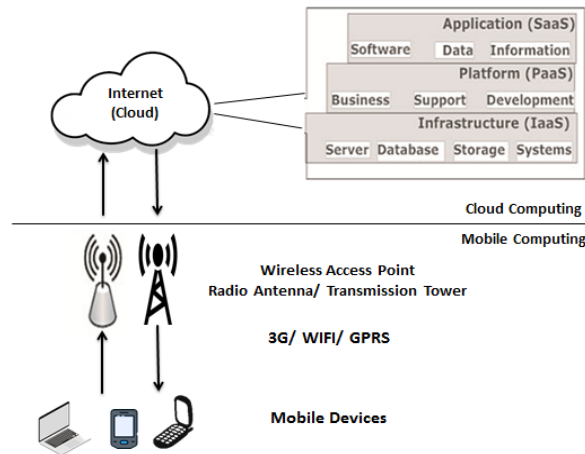 Application (SaaS)
Software Data Information
Platform (PaaS)
Business Support Development
Infrastructure (IaaS)
Server Database Storage Systems
Internet
(Cloud)
Cloud Computing
Mobile Computing
Wireless Access Point
Radio Antenna/ Transmission Tower
3G/ WIFI/ GPRS
Mobile Devices